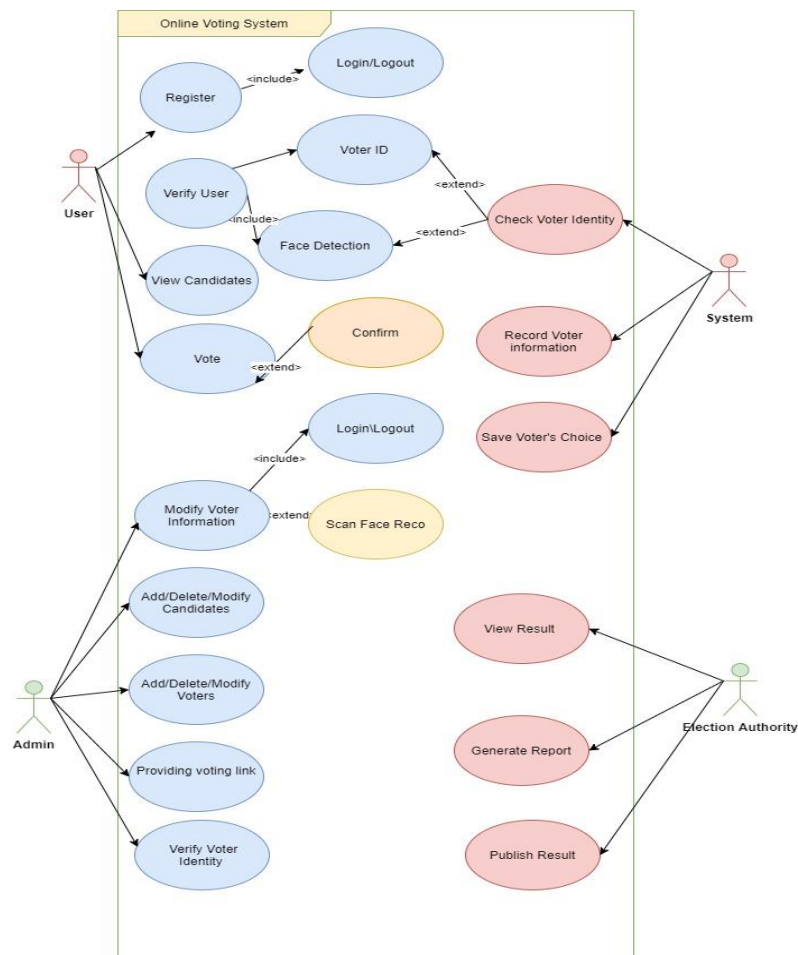 Online Voting System
Login/Logout
<include>
Register
Voter ID
Verify User
<extend>
User
Check Voter Identity
<include>
<extend>
Face Detection
View Candidates
System
Confirm
Record Voter
information
Vote
<extend>
Login\Logout
Save Voter's Choice
<include>
Modify Voter
Information
<extend>
Scan Face Reco
Add/Delete/Modify
Candidates
View Result
Add/Delete/Modify
Voters
Admin
Election Authority
Generate Report
Providing voting link
Verify Voter
Identity
Publish Result